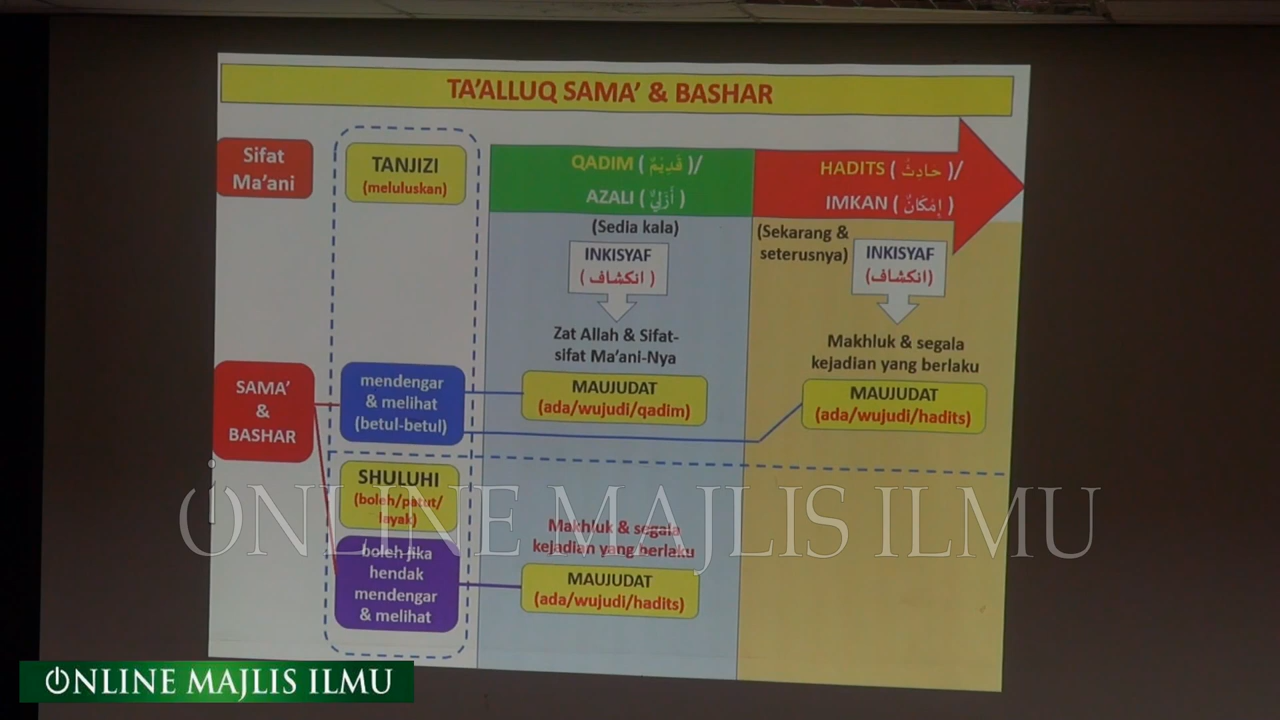 TA'ALLUQ SAMA' & BASHAR
Sifat
Ma'ani
TANJIZI
(meluluskan)
QADIM ( قَدِيْمٌ )/
AZALI ( أَزَلِيٌّ )
HADITS ( حَادِثٌ )/
IMKAN ( إِمْكَانٌ )
(Sedia kala)
(Sekarang &
seterusnya)
INKISYAF
( انكشاف )
INKISYAF
(انكشاف)
Zat Allah & Sifat-
sifat Ma'ani-Nya
Makhluk & segala
kejadian yang berlaku
SAMA'
&
BASHAR
mendengar
& melihat
(betul-betul)
MAUJUDAT
(ada/wujudi/qadim)
MAUJUDAT
(ada/wujudi/hadits)
SHULUHI
(boleh/patut/
layak)
boleh jika
hendak
mendengar
& melihat
Makhluk & segala
kejadian yang berlaku
MAUJUDAT
(ada/wujudi/hadits)
ONLINE MAJLIS ILMU
ONLINE MAJLIS ILMU